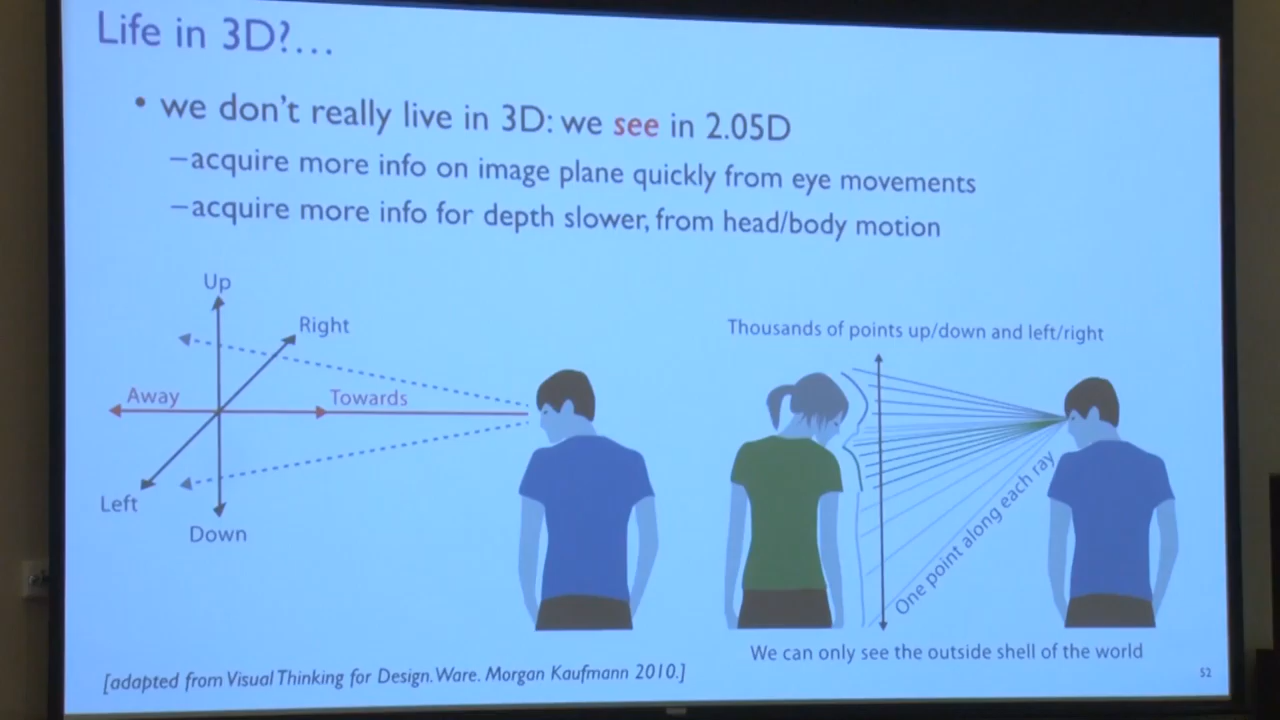 Life in 3D?...
• we don't really live in 3D: we see in 2.05D
–acquire more info on image plane quickly from eye movements
–acquire more info for depth slower, from head/body motion
Up
Right
Away
Towards
Left
Down
Thousands of points up/down and left/right
One point along each ray
We can only see the outside shell of the world
[adapted from Visual Thinking for Design. Ware. Morgan Kaufmann 2010.]
52